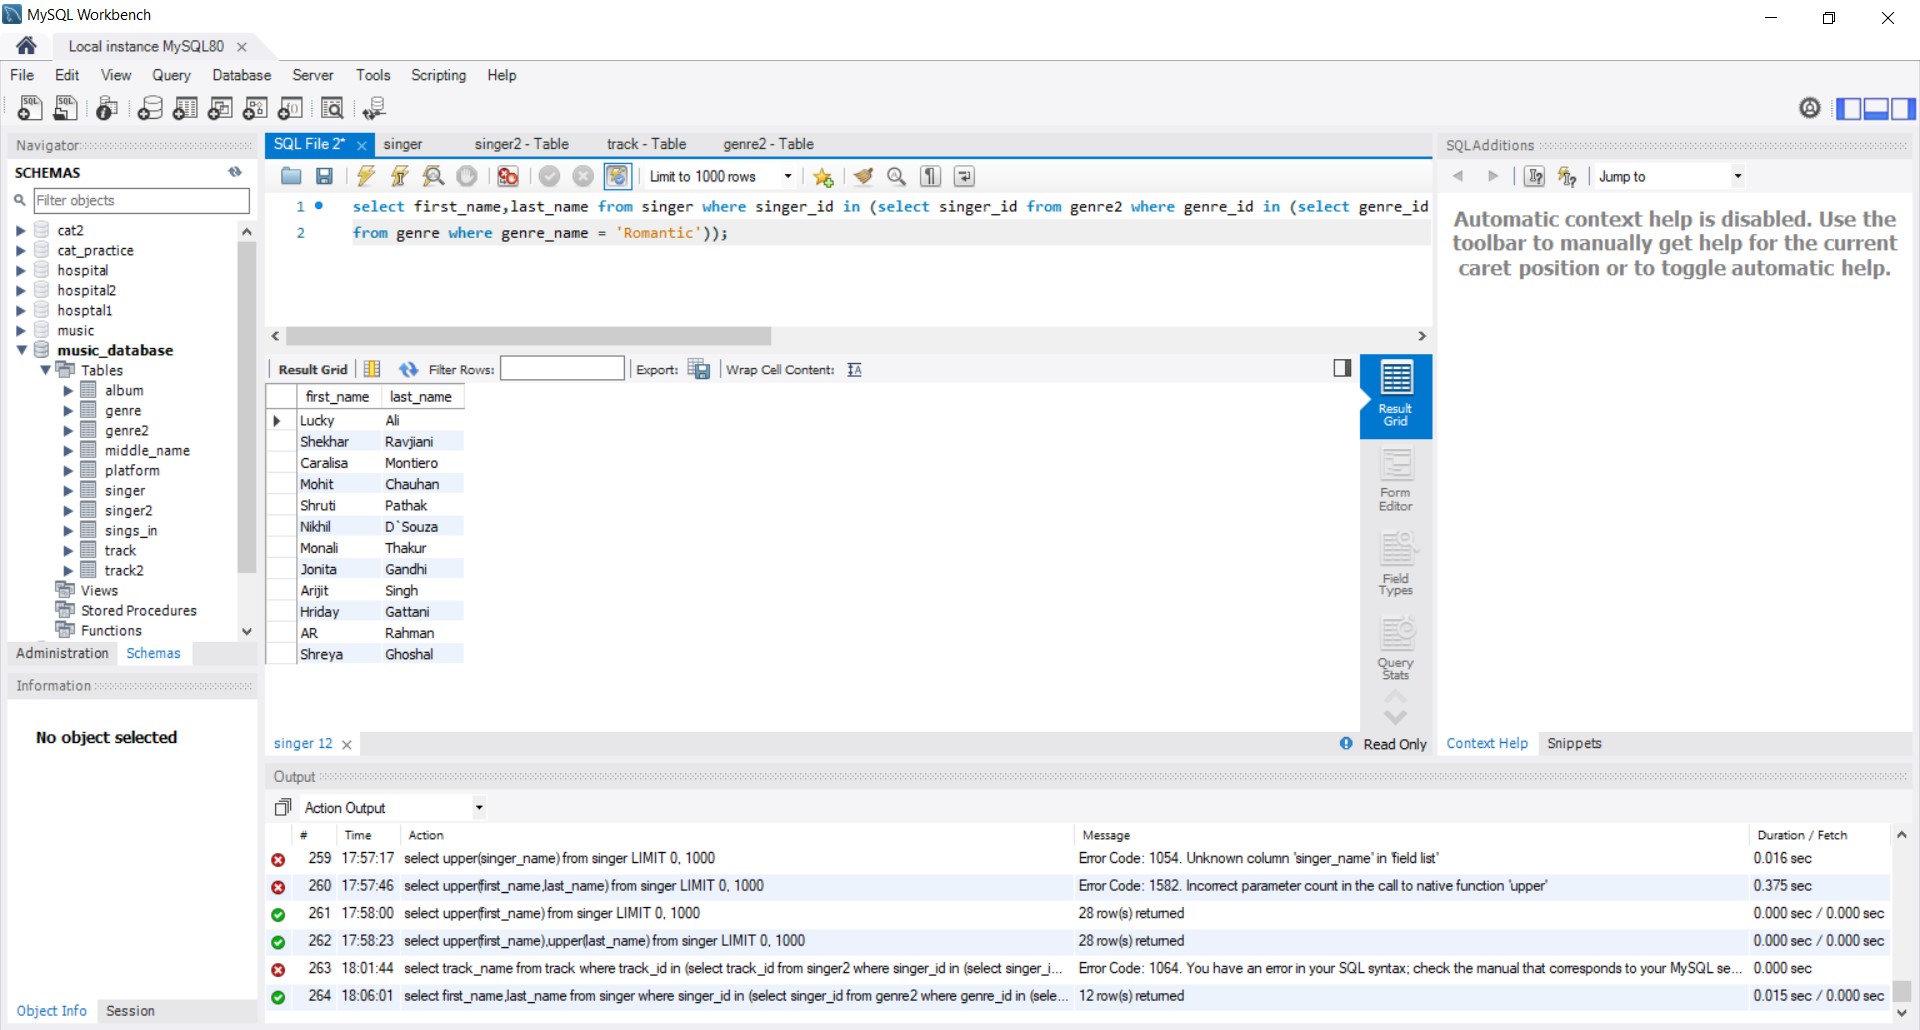 MySQL Workbench
Local instance MySQL80
File Edit View Query Database Server Tools Scripting Help
Navigator
SCHEMAS
Filter objects
cat2
cat_practice
hospital
hospital2
hosptal1
music
music_database
Tables
album
genre
genre2
middle_name
platform
singer
singer2
sings_in
track
track2
Views
Stored Procedures
Functions
Administration Schemas
Information
No object selected
Object Info Session
SQL File 2* singer singer2 - Table track - Table genre2 - Table
Limit to 1000 rows
1 select first_name,last_name from singer where singer_id in (select singer_id from genre2 where genre_id in (select genre_id
2 from genre where genre_name = 'Romantic'));
Result Grid Filter Rows: Export: Wrap Cell Content:
first_name last_name
Lucky Ali
Shekhar Ravjiani
Caralisa Montiero
Mohit Chauhan
Shruti Pathak
Nikhil D`Souza
Monali Thakur
Jonita Gandhi
Arijit Singh
Hriday Gattani
AR Rahman
Shreya Ghoshal
Result
Grid
Form
Editor
Field
Types
Query
Stats
singer 12 Read Only
SQLAdditions
Jump to
Automatic context help is disabled. Use the
toolbar to manually get help for the current
caret position or to toggle automatic help.
Context Help Snippets
Output
Action Output
# Time Action Message Duration / Fetch
259 17:57:17 select upper(singer_name) from singer LIMIT 0, 1000 Error Code: 1054. Unknown column 'singer_name' in 'field list' 0.016 sec
260 17:57:46 select upper(first_name,last_name) from singer LIMIT 0, 1000 Error Code: 1582. Incorrect parameter count in the call to native function 'upper' 0.375 sec
261 17:58:00 select upper(first_name) from singer LIMIT 0, 1000 28 row(s) returned 0.000 sec / 0.000 sec
262 17:58:23 select upper(first_name),upper(last_name) from singer LIMIT 0, 1000 28 row(s) returned 0.000 sec / 0.000 sec
263 18:01:44 select track_name from track where track_id in (select track_id from singer2 where singer_id in (select singer_i... Error Code: 1064. You have an error in your SQL syntax; check the manual that corresponds to your MySQL se... 0.000 sec
264 18:06:01 select first_name,last_name from singer where singer_id in (select singer_id from genre2 where genre_id in (sele... 12 row(s) returned 0.015 sec / 0.000 sec